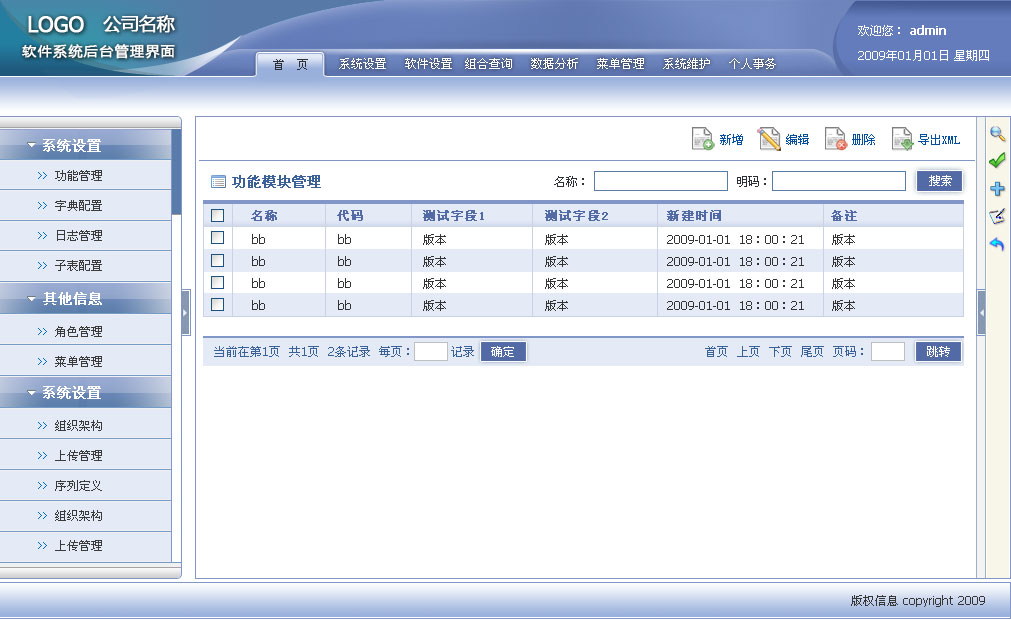 LOGO 公司名称
软件系统后台管理界面
欢迎您： admin
2009年01月01日 星期四
首 页 系统设置 软件设置 组合查询 数据分析 菜单管理 系统维护 个人事务
系统设置
功能管理
字典配置
日志管理
子表配置
其他信息
角色管理
菜单管理
系统设置
组织架构
上传管理
序列定义
组织架构
上传管理
新增 编辑 删除 导出XML
功能模块管理 名称： 明码： 搜索
名称 代码 测试字段1 测试字段2 新建时间 备注
bb bb 版本 版本 2009-01-01 18：00：21 版本
bb bb 版本 版本 2009-01-01 18：00：21 版本
bb bb 版本 版本 2009-01-01 18：00：21 版本
bb bb 版本 版本 2009-01-01 18：00：21 版本
当前在第1页 共1页 2条记录 每页： 记录 确定 首页 上页 下页 尾页 页码： 跳转
版权信息 copyright 2009